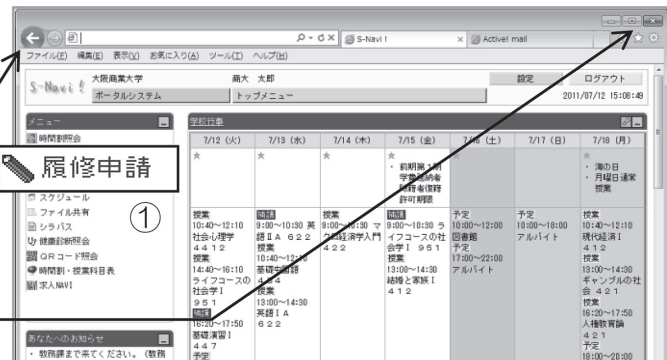 S-Navi !
Active! mail
ファイル(F) 編集(E) 表示(V) お気に入り(A) ツール(T) ヘルプ(H)
S-Navi !
大阪商業大学 商大 太郎
設定 ログアウト
ポータルシステム トップメニュー
2011/07/12 15:08:49
メニュー
時間割照会
履修申請
①
スケジュール
ファイル共有
シラバス
健康診断照会
QRコード照会
時間割・授業科目表
求人NAVI
あなたへのお知らせ
・ 教務課まで来てください。(教務
学校行事
7/12 (火) 7/13 (水) 7/14 (木) 7/15 (金) 7/16 (土) 7/17 (日) 7/18 (月)
・ 前期第1期
許可期限
・ 海の日
・ 月曜日通常
授業
授業
10:40~12:10
社会心理学
4412
授業
14:40~16:10
ライフコースの
社会学Ⅰ
951
補講
16:20~17:50
基礎演習Ⅰ
447
予定
補講
9:00~10:30 英
語ⅡA 622
授業
10:40~12:10
基礎中国語
授業
13:00~14:30
英語ⅠA
622
授業
9:00~10:30 マ
クロ経済学入門
422
補講
9:00~10:30 ラ
イフコースの社
会学Ⅰ 951
授業
13:00~14:30
結婚と家族Ⅰ
412
予定
10:00~12:00
図書館
予定
17:00~22:00
アルバイト
予定
10:00~18:00
アルバイト
授業
10:40~12:10
現代経済Ⅰ
412
授業
13:00~14:30
ギャンブルの社
会 421
授業
16:20~17:50
人権教育論
421
予定
18:00~20:00